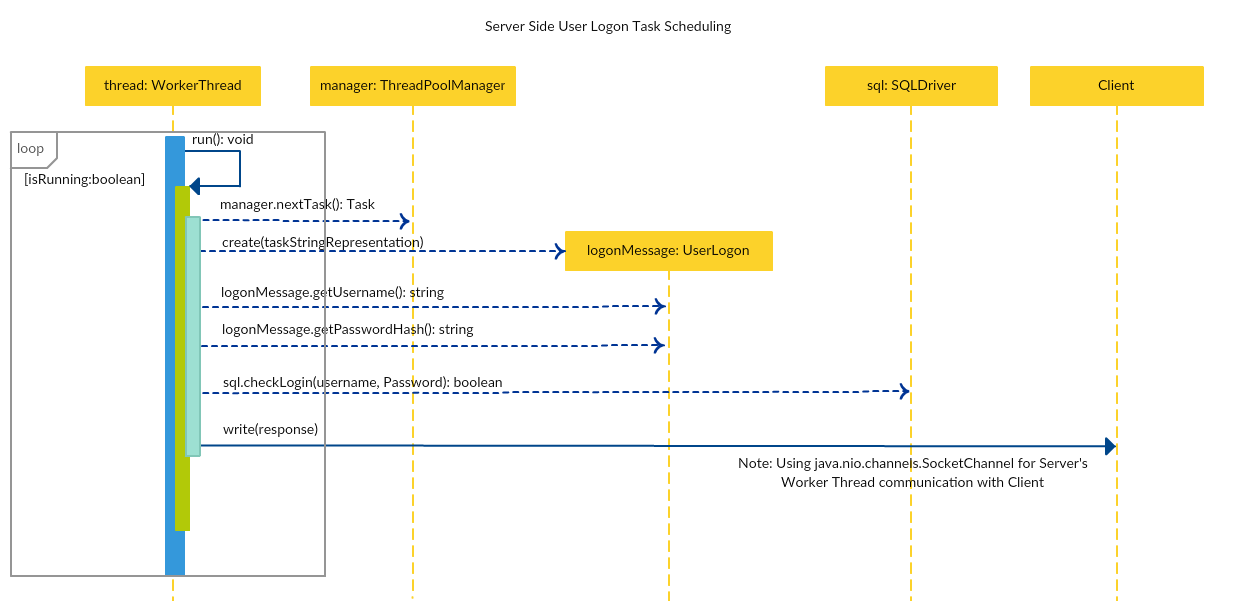 Server Side User Logon Task Scheduling
thread: WorkerThread
manager: ThreadPoolManager
sql: SQLDriver
Client
loop
run(): void
[isRunning:boolean]
manager.nextTask(): Task
create(taskStringRepresentation)
logonMessage: UserLogon
logonMessage.getUsername(): string
logonMessage.getPasswordHash(): string
sql.checkLogin(username, Password): boolean
write(response)
Note: Using java.nio.channels.SocketChannel for Server's
Worker Thread communication with Client